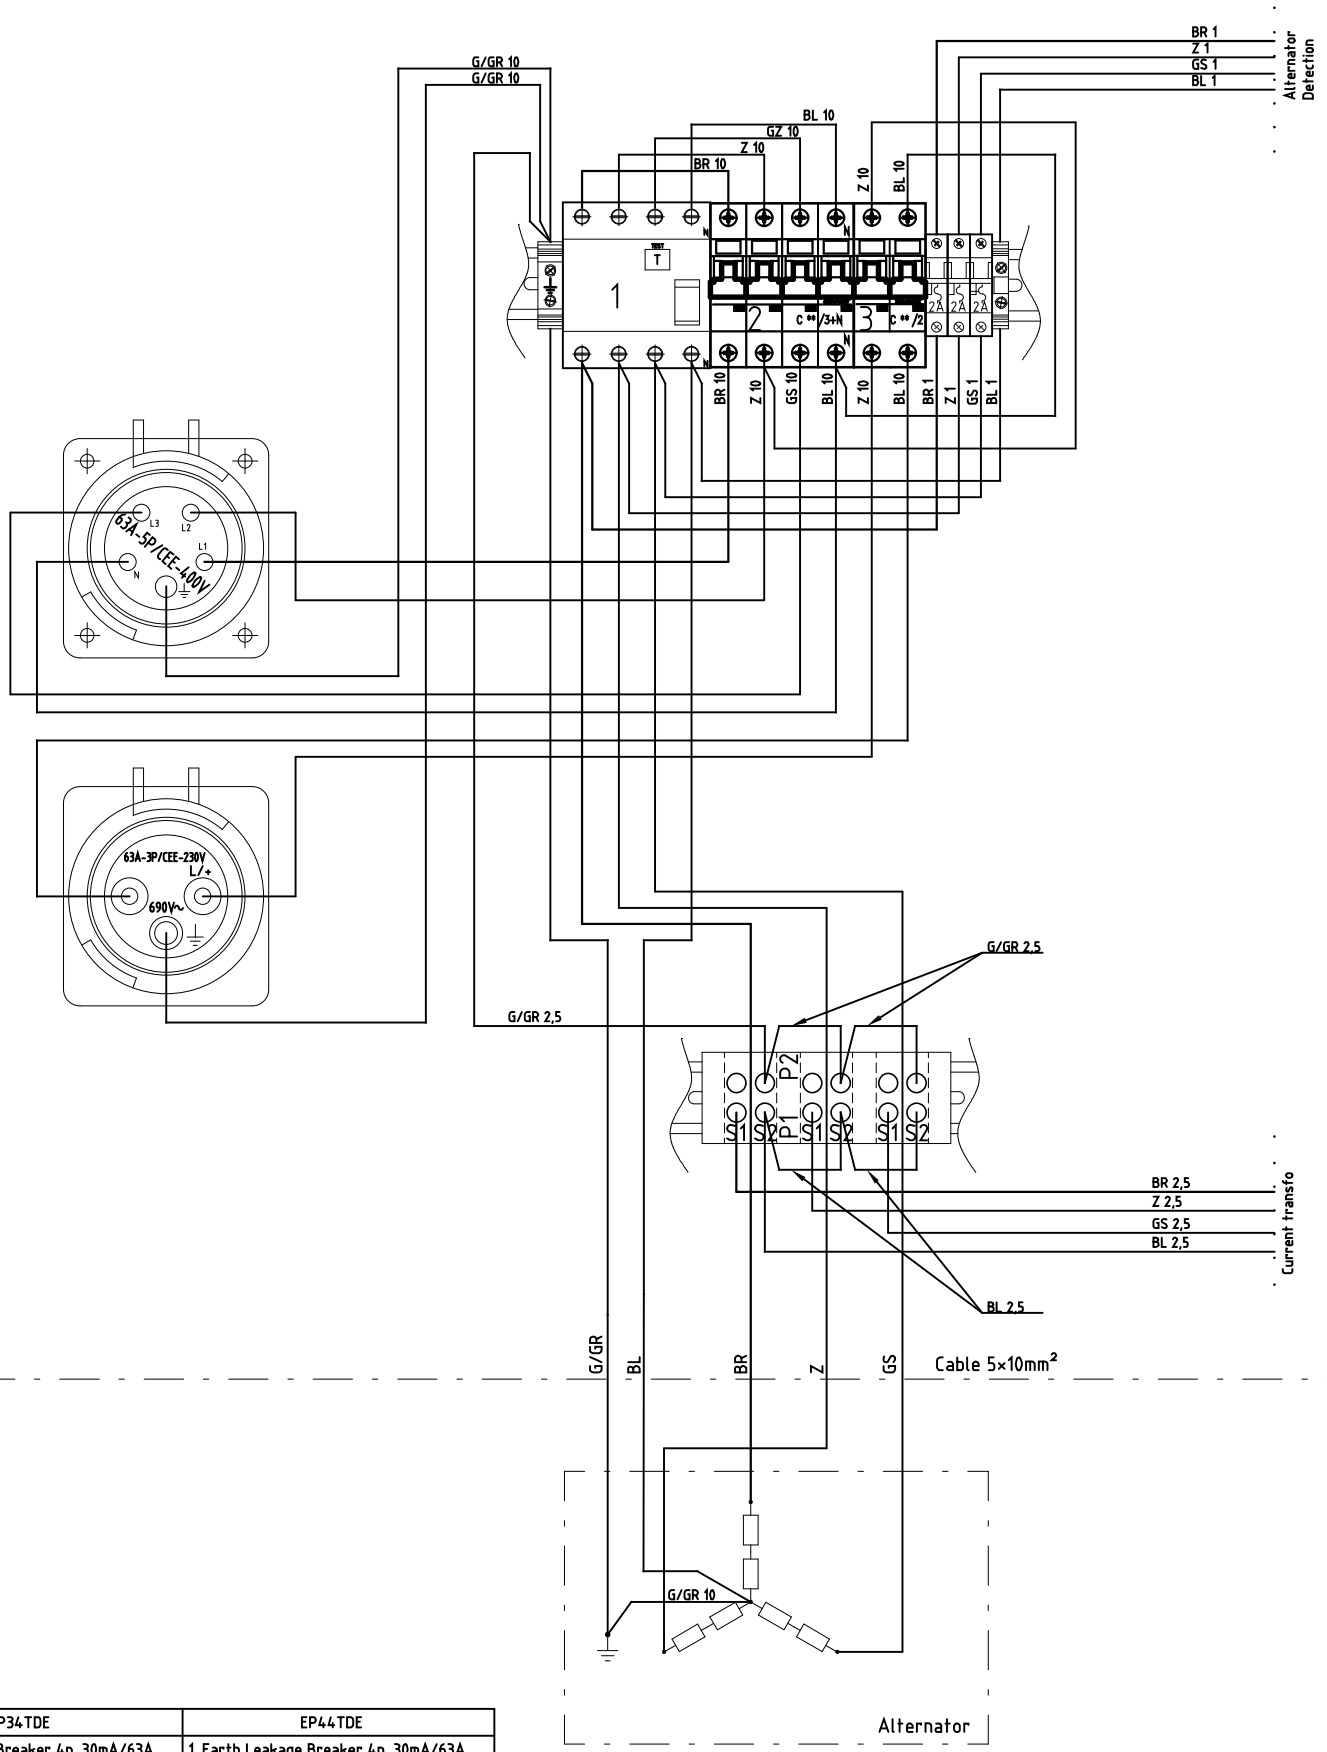 BR 1
Z 1
GS 1
BL 1
Alternator
Detection
G/GR 10
G/GR 10
BL 10
GZ 10
Z 10
BR 10
Z 10
BL 10
N
N
TEST
T
1
2
C **/3+N
3
C **/2
2A
2A
2A
N
N
BR 10
Z 10
GS 10
BL 10
Z 10
BL 10
BR 1
Z 1
GS 1
BL 1
L3
L2
L1
N
63A-5P/CEE-400V
63A-3P/CEE-230V
L/+
690V~
G/GR 2,5
G/GR 2,5
P2
P1
S1
S2
S1
S2
S1
S2
BR 2,5
Z 2,5
GS 2,5
BL 2,5
Current transfo
BL 2,5
G/GR
BL
BR
Z
GS
Cable 5×10mm²
G/GR 10
Alternator
P34TDE
EP44TDE
Breaker 4p 30mA/63A
1 Earth Leakage Breaker 4p 30mA/63A